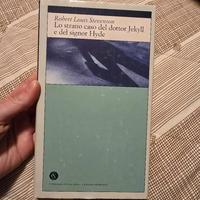 Robert Louis Stevenson
Lo strano caso del dottor Jekyll
e del signor Hyde